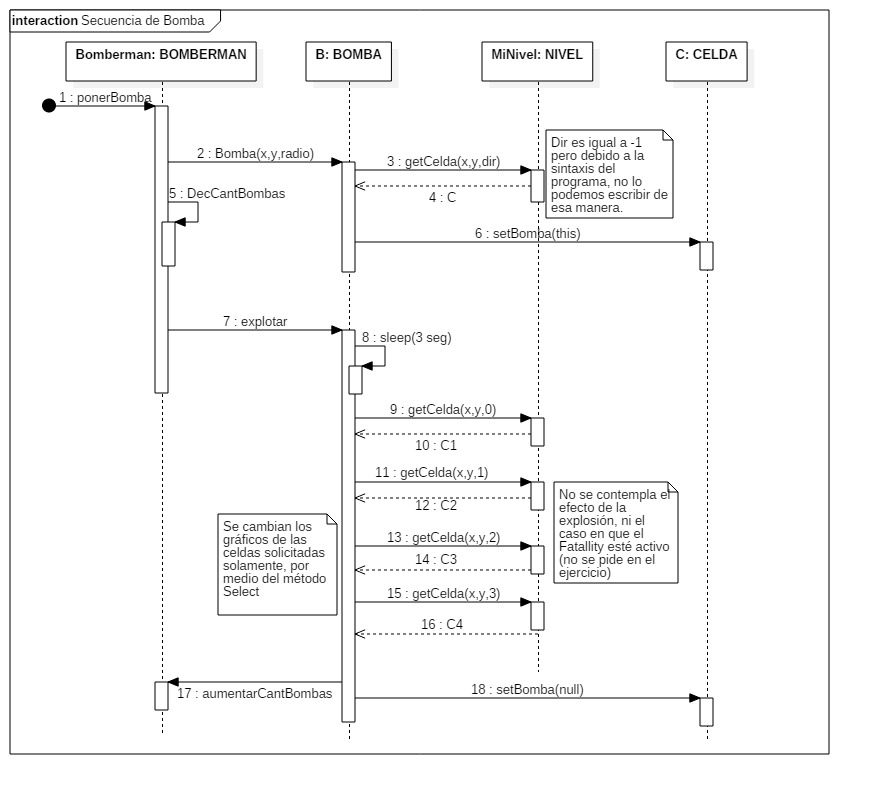 interaction Secuencia de Bomba
Bomberman: BOMBERMAN
B: BOMBA
MiNivel: NIVEL
C: CELDA
1 : ponerBomba
2 : Bomba(x,y,radio)
3 : getCelda(x,y,dir)
Dir es igual a -1
pero debido a la
sintaxis del
programa, no lo
podemos escribir de
esa manera.
4 : C
5 : DecCantBombas
6 : setBomba(this)
7 : explotar
8 : sleep(3 seg)
9 : getCelda(x,y,0)
10 : C1
11 : getCelda(x,y,1)
12 : C2
No se contempla el
efecto de la
explosión, ni el
caso en que el
Fatallity esté activo
(no se pide en el
ejercicio)
Se cambian los
gráficos de las
celdas solicitadas
solamente, por
medio del método
Select
13 : getCelda(x,y,2)
14 : C3
15 : getCelda(x,y,3)
16 : C4
17 : aumentarCantBombas
18 : setBomba(null)